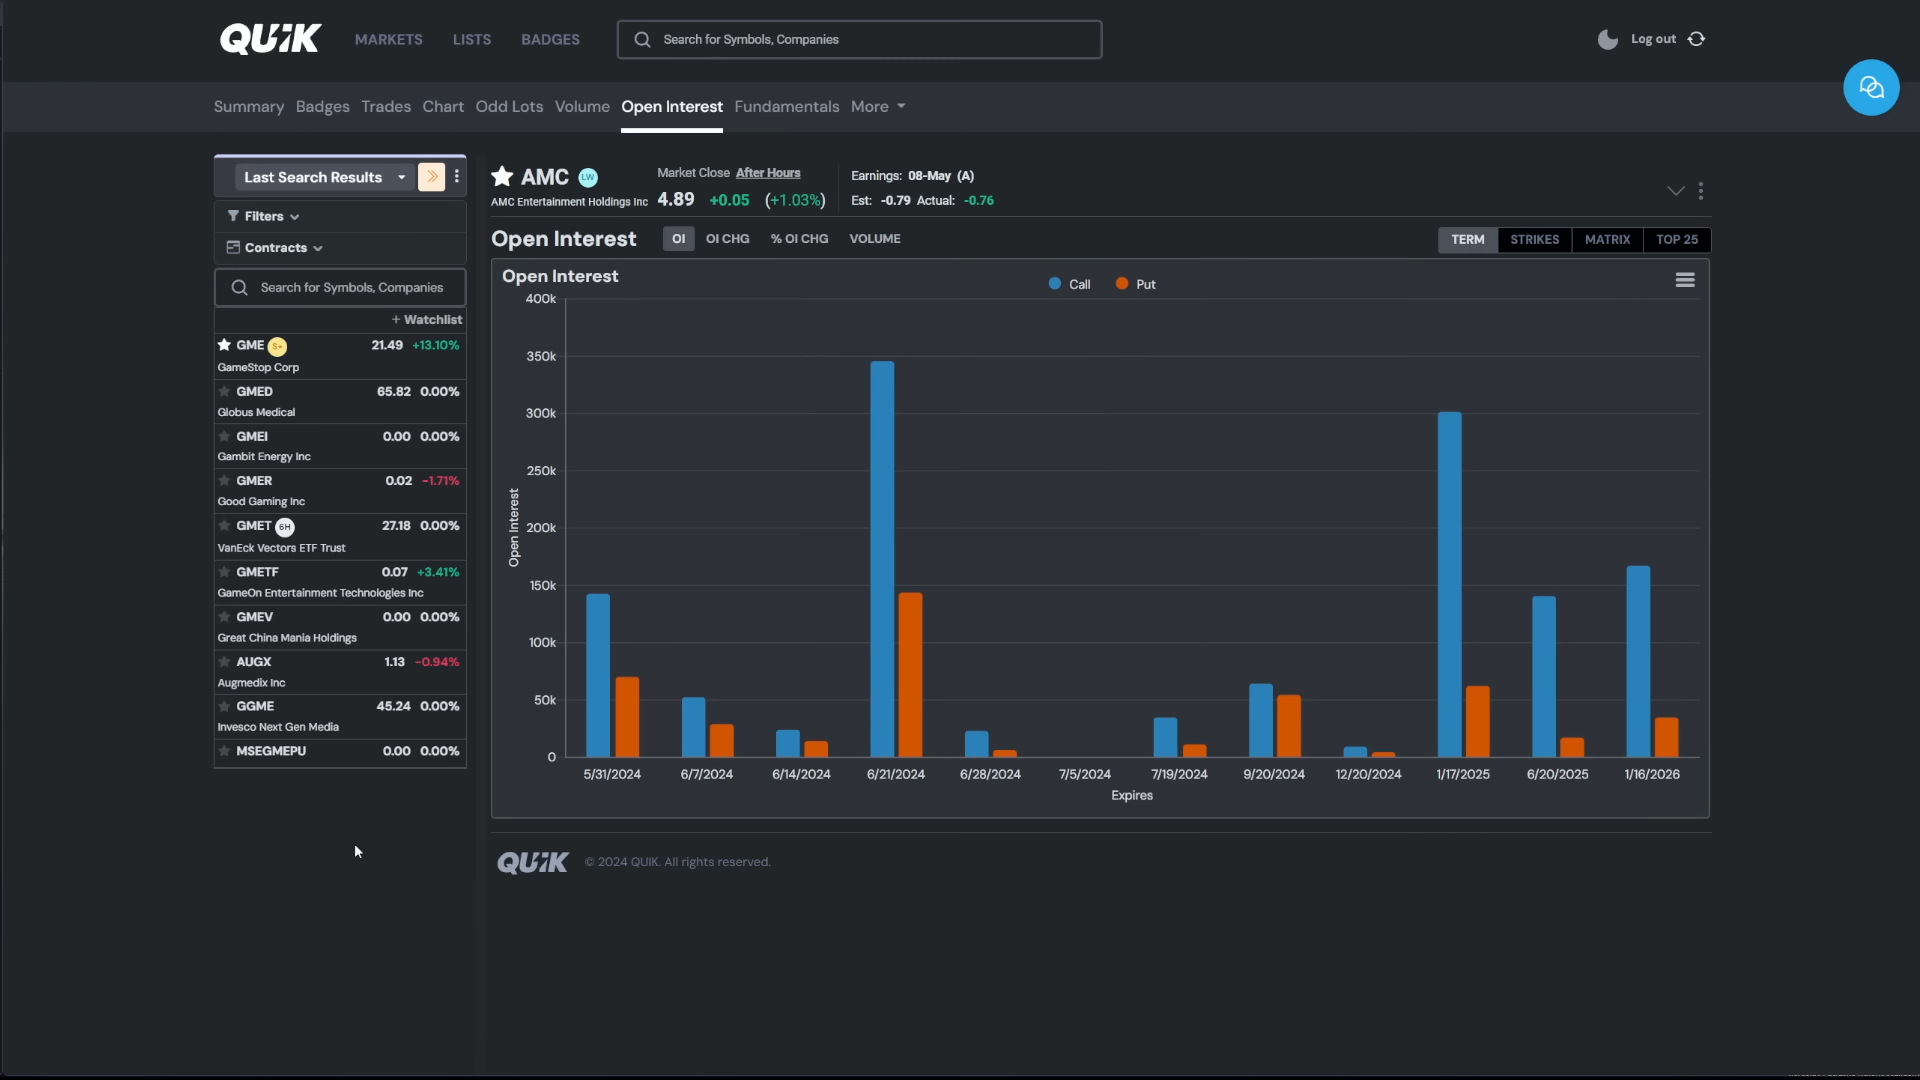 QUIK MARKETS LISTS BADGES Search for Symbols, Companies Log out
Summary Badges Trades Chart Odd Lots Volume Open Interest Fundamentals More
Last Search Results
Filters
Contracts
Search for Symbols, Companies
+ Watchlist
GME S+ 21.49 +13.10%
GameStop Corp
GMED 65.82 0.00%
Globus Medical
GMEI 0.00 0.00%
Gambit Energy Inc
GMER 0.02 -1.71%
Good Gaming Inc
GMET 6H 27.18 0.00%
VanEck Vectors ETF Trust
GMETF 0.07 +3.41%
GameOn Entertainment Technologies Inc
GMEV 0.00 0.00%
Great China Mania Holdings
AUGX 1.13 -0.94%
Augmedix Inc
GGME 45.24 0.00%
Invesco Next Gen Media
MSEGMEPU 0.00 0.00%
AMC LW Market Close After Hours Earnings: 08-May (A)
AMC Entertainment Holdings Inc 4.89 +0.05 (+1.03%) Est: -0.79 Actual: -0.76
Open Interest OI OI CHG % OI CHG VOLUME TERM STRIKES MATRIX TOP 25
Open Interest
Call Put
400k
350k
300k
250k
200k
150k
100k
50k
0
Open Interest
5/31/2024 6/7/2024 6/14/2024 6/21/2024 6/28/2024 7/5/2024 7/19/2024 9/20/2024 12/20/2024 1/17/2025 6/20/2025 1/16/2026
Expires
QUIK © 2024 QUIK. All rights reserved.